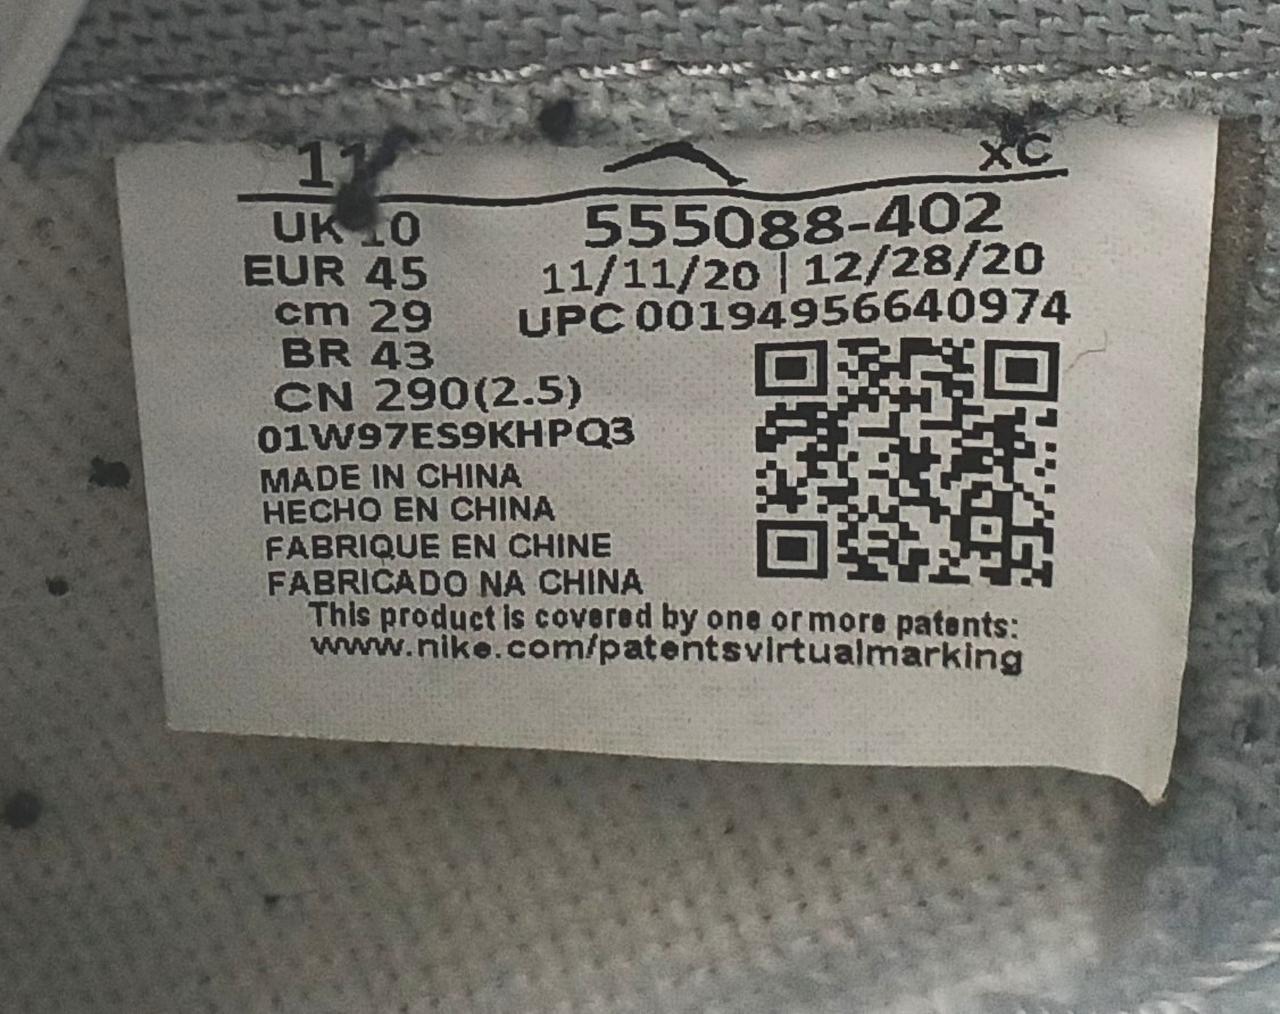 11 XC
UK 10
555088-402
EUR 45
11/11/20 | 12/28/20
cm 29
UPC 00194956640974
BR 43
CN 290(2.5)
01W97ES9KHPQ3
MADE IN CHINA
HECHO EN CHINA
FABRIQUE EN CHINE
FABRICADO NA CHINA
This product is covered by one or more patents:
www.nike.com/patentsvirtualmarking